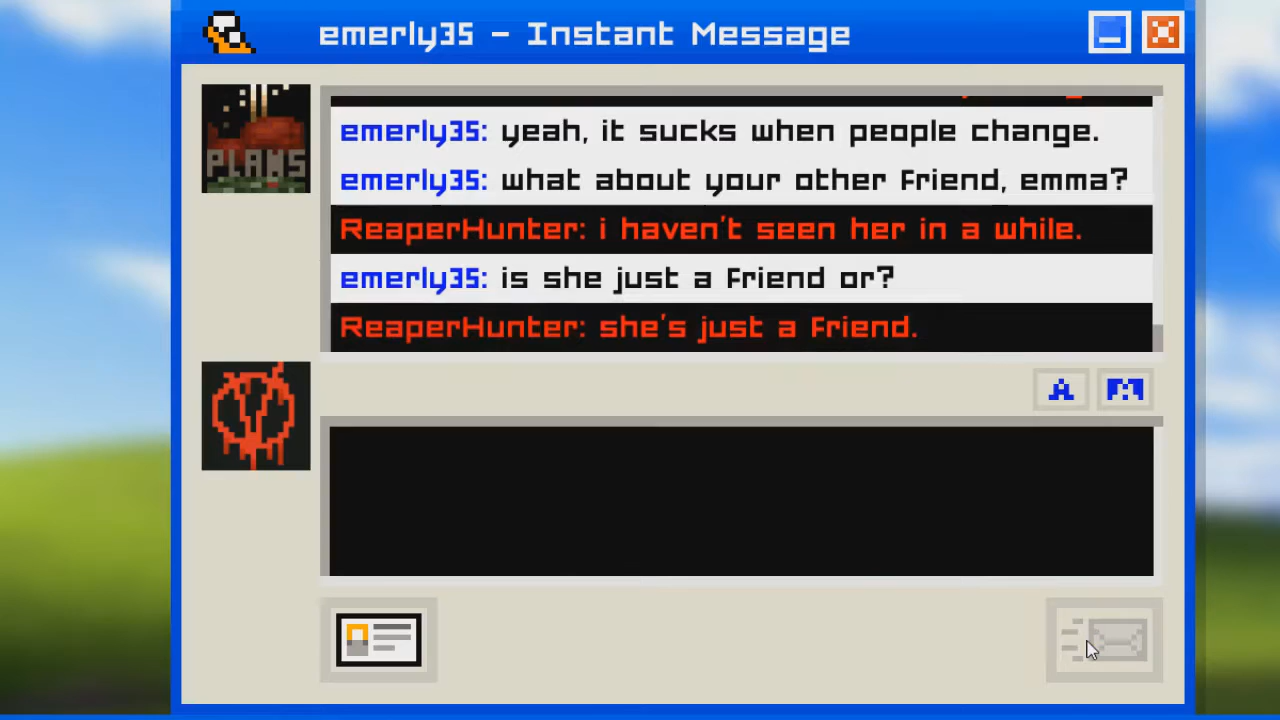 emerly35 - Instant Message
PLANS
emerly35: yeah, it sucks when people change.
emerly35: what about your other friend, emma?
ReaperHunter: i haven't seen her in a while.
emerly35: is she just a friend or?
ReaperHunter: she's just a friend.
A